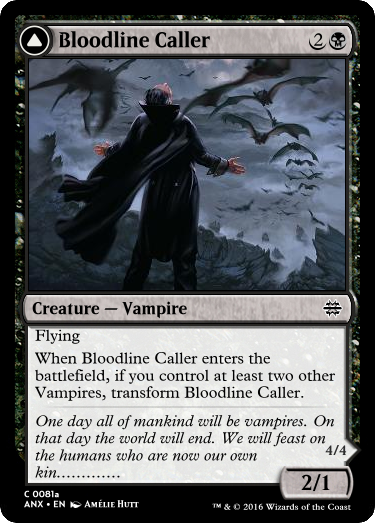 Bloodline Caller 2
Creature — Vampire
Flying
When Bloodline Caller enters the
battlefield, if you control at least two other
Vampires, transform Bloodline Caller.
One day all of mankind will be vampires. On
that day the world will end. We will feast on
the humans who are now our own
kin.............
4/4
2/1
C 0081a
ANX • EN Amélie Hutt
™ & © 2016 Wizards of the Coast